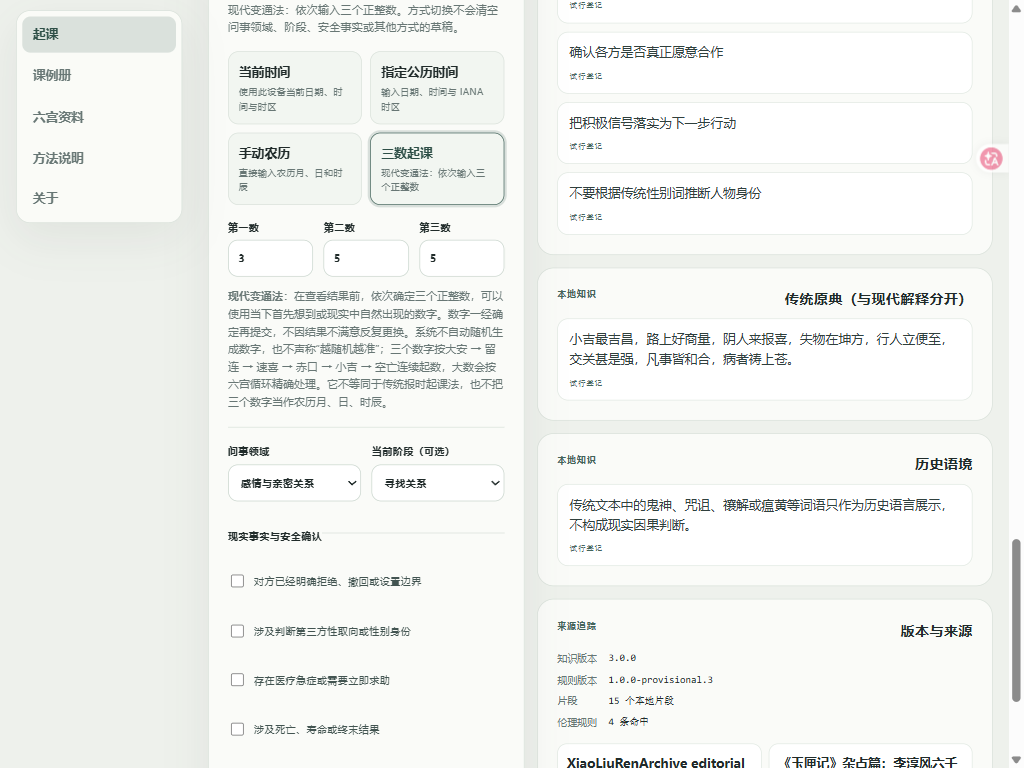 起课
课例册
六宫资料
方法说明
关于
现代变通法：依次输入三个正整数。方式切换不会清空
问事领域、阶段、安全事实或其他方式的草稿。
当前时间
使用此设备当前日期、时
间与时区
指定公历时间
输入日期、时间与 IANA
时区
手动农历
直接输入农历月、日和时
辰
三数起课
现代变通法：依次输入三
个正整数
第一数
第二数
第三数
3
5
5
现代变通法：在查看结果前，依次确定三个正整数，可以
使用当下首先想到或现实中自然出现的数字。数字一经确
定再提交，不因结果不满意反复更换。系统不自动随机生
成数字，也不声称“越随机越准”；三个数字按大安 → 留
连 → 速喜 → 赤口 → 小吉 → 空亡连续起数，大数会按
六宫循环精确处理。它不等同于传统报时起课法，也不把
三个数字当作农历月、日、时辰。
问事领域
当前阶段（可选）
感情与亲密关系
寻找关系
现实事实与安全确认
对方已经明确拒绝、撤回或设置边界
涉及判断第三方性取向或性别身份
存在医疗急症或需要立即求助
涉及死亡、寿命或终末结果
试行登记
确认各方是否真正愿意合作
试行登记
把积极信号落实为下一步行动
试行登记
不要根据传统性别词推断人物身份
试行登记
本地知识
传统原典（与现代解释分开）
小吉最吉昌，路上好商量，阴人来报喜，失物在坤方，行人立便至，
交关甚是强，凡事皆和合，病者祷上苍。
试行登记
本地知识
历史语境
传统文本中的鬼神、咒诅、禳解或瘟黄等词语只作为历史语言展示，
不构成现实因果判断。
试行登记
来源追踪
版本与来源
知识版本 3.0.0
规则版本 1.0.0-provisional.3
片段 15 个本地片段
伦理规则 4 条命中
XiaoLiuRenArchive editorial
《玉匣记》杂占篇：李淳风六壬